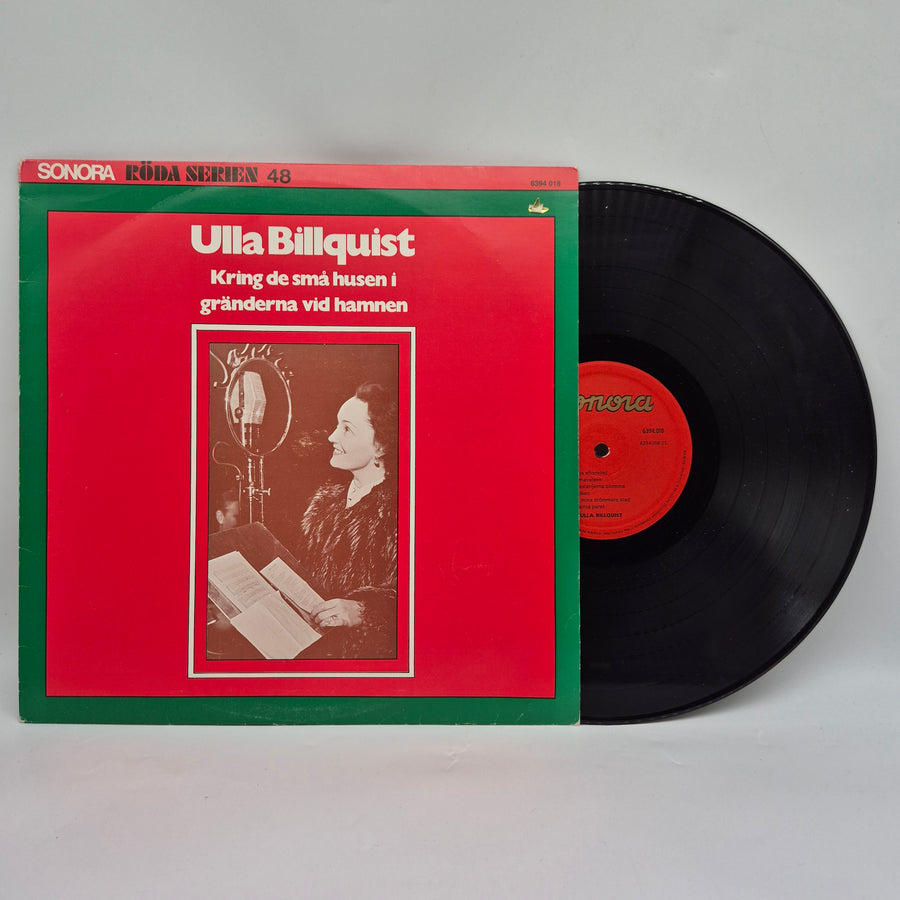 SONORA RÖDA SERIEN 48 6394 018
Ulla Billquist
Kring de små husen i
gränderna vid hamnen
onora
6394 018
ULLA BILLQUIST